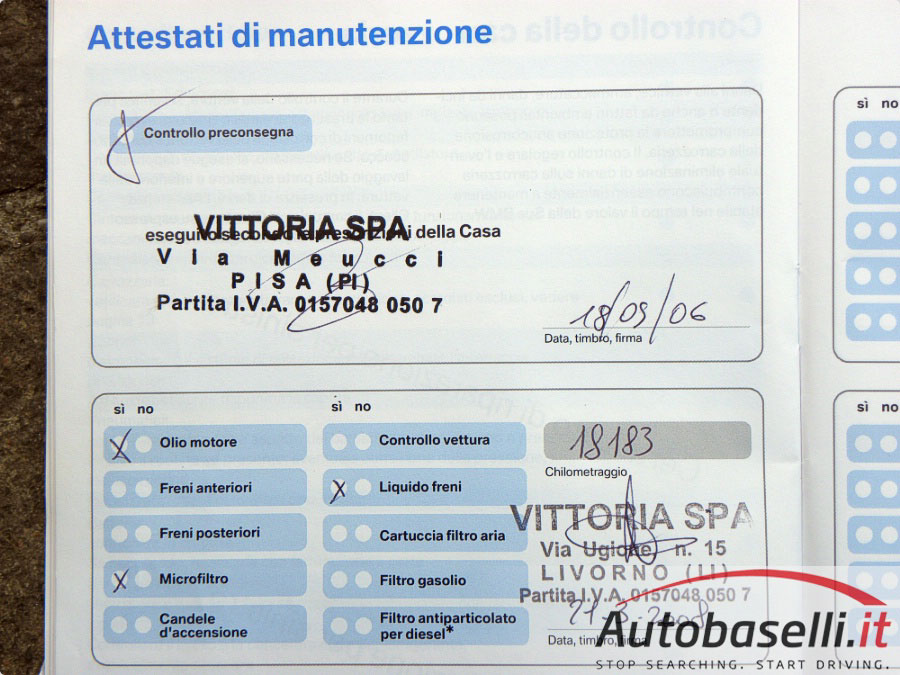 Attestati di manutenzione
Controllo preconsegna
VITTORIA SPA
eseguito secondo le prescrizioni della Casa
Via Meucci
PISA (PI)
Partita I.V.A. 0157048 050 7
18/09/06
Data, timbro, firma
sì no
sì no
sì no
Olio motore
Controllo vettura
18183
Chilometraggio
Freni anteriori
Liquido freni
VITTORIA SPA
Freni posteriori
Cartuccia filtro aria
Via Ugione, n. 15
LIVORNO
Microfiltro
Filtro gasolio
Partita I.V.A. 0157048 050 7
Candele
d'accensione
Filtro antiparticolato
per diesel*
Data, timbro, firma
sì no
Autobaselli.it
STOP SEARCHING. START DRIVING.